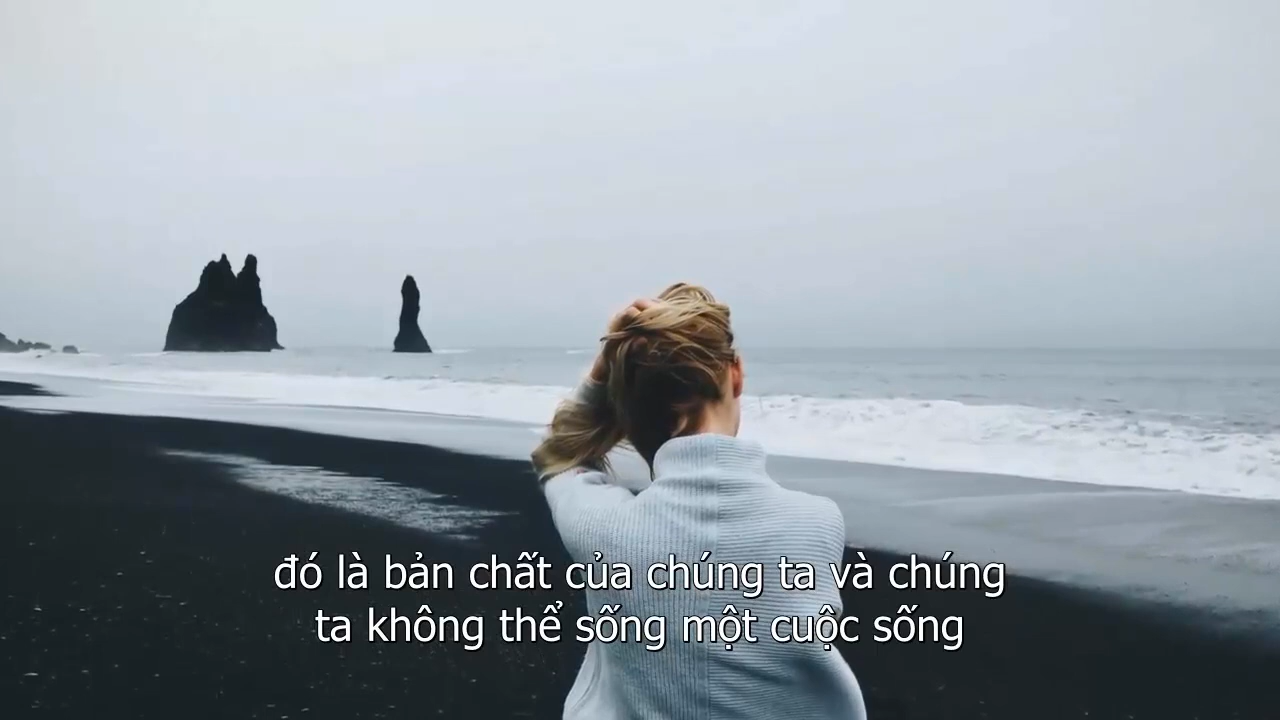 đó là bản chất của chúng ta và chúng
ta không thể sống một cuộc sống